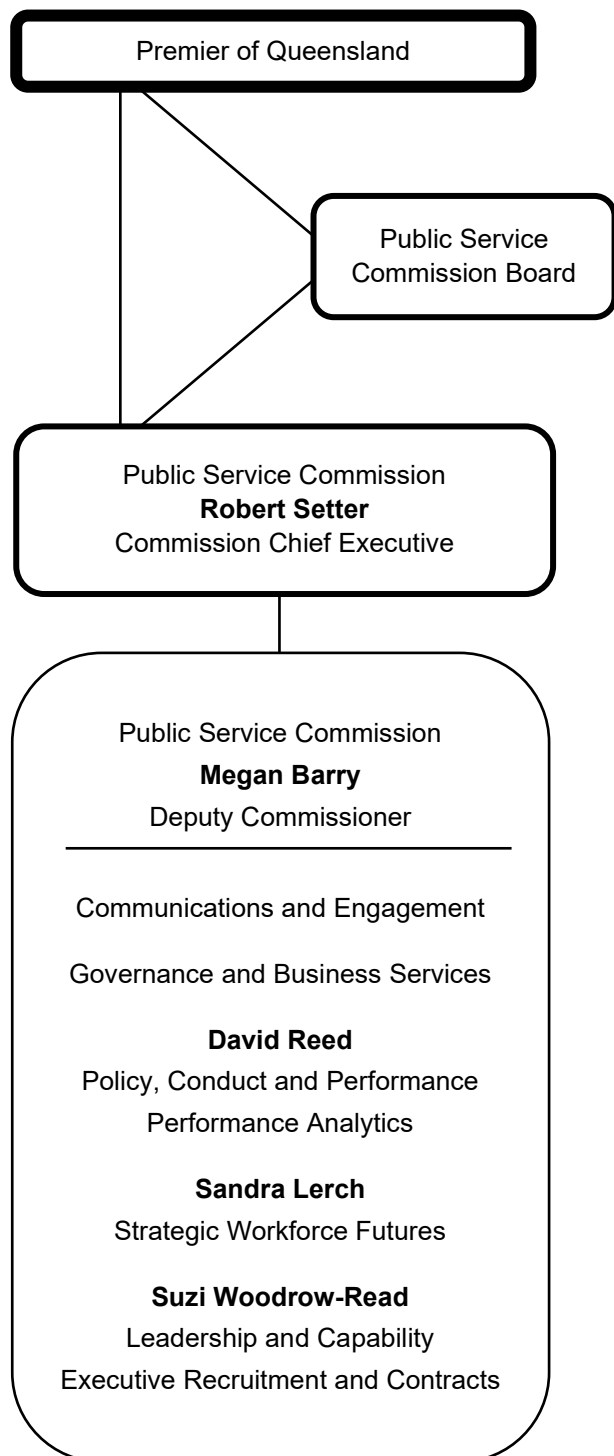 Premier of Queensland
Public Service
Commission Board
Public Service Commission
Robert Setter
Commission Chief Executive
Public Service Commission
Megan Barry
Deputy Commissioner
Communications and Engagement
Governance and Business Services
David Reed
Policy, Conduct and Performance
Performance Analytics
Sandra Lerch
Strategic Workforce Futures
Suzi Woodrow-Read
Leadership and Capability
Executive Recruitment and Contracts